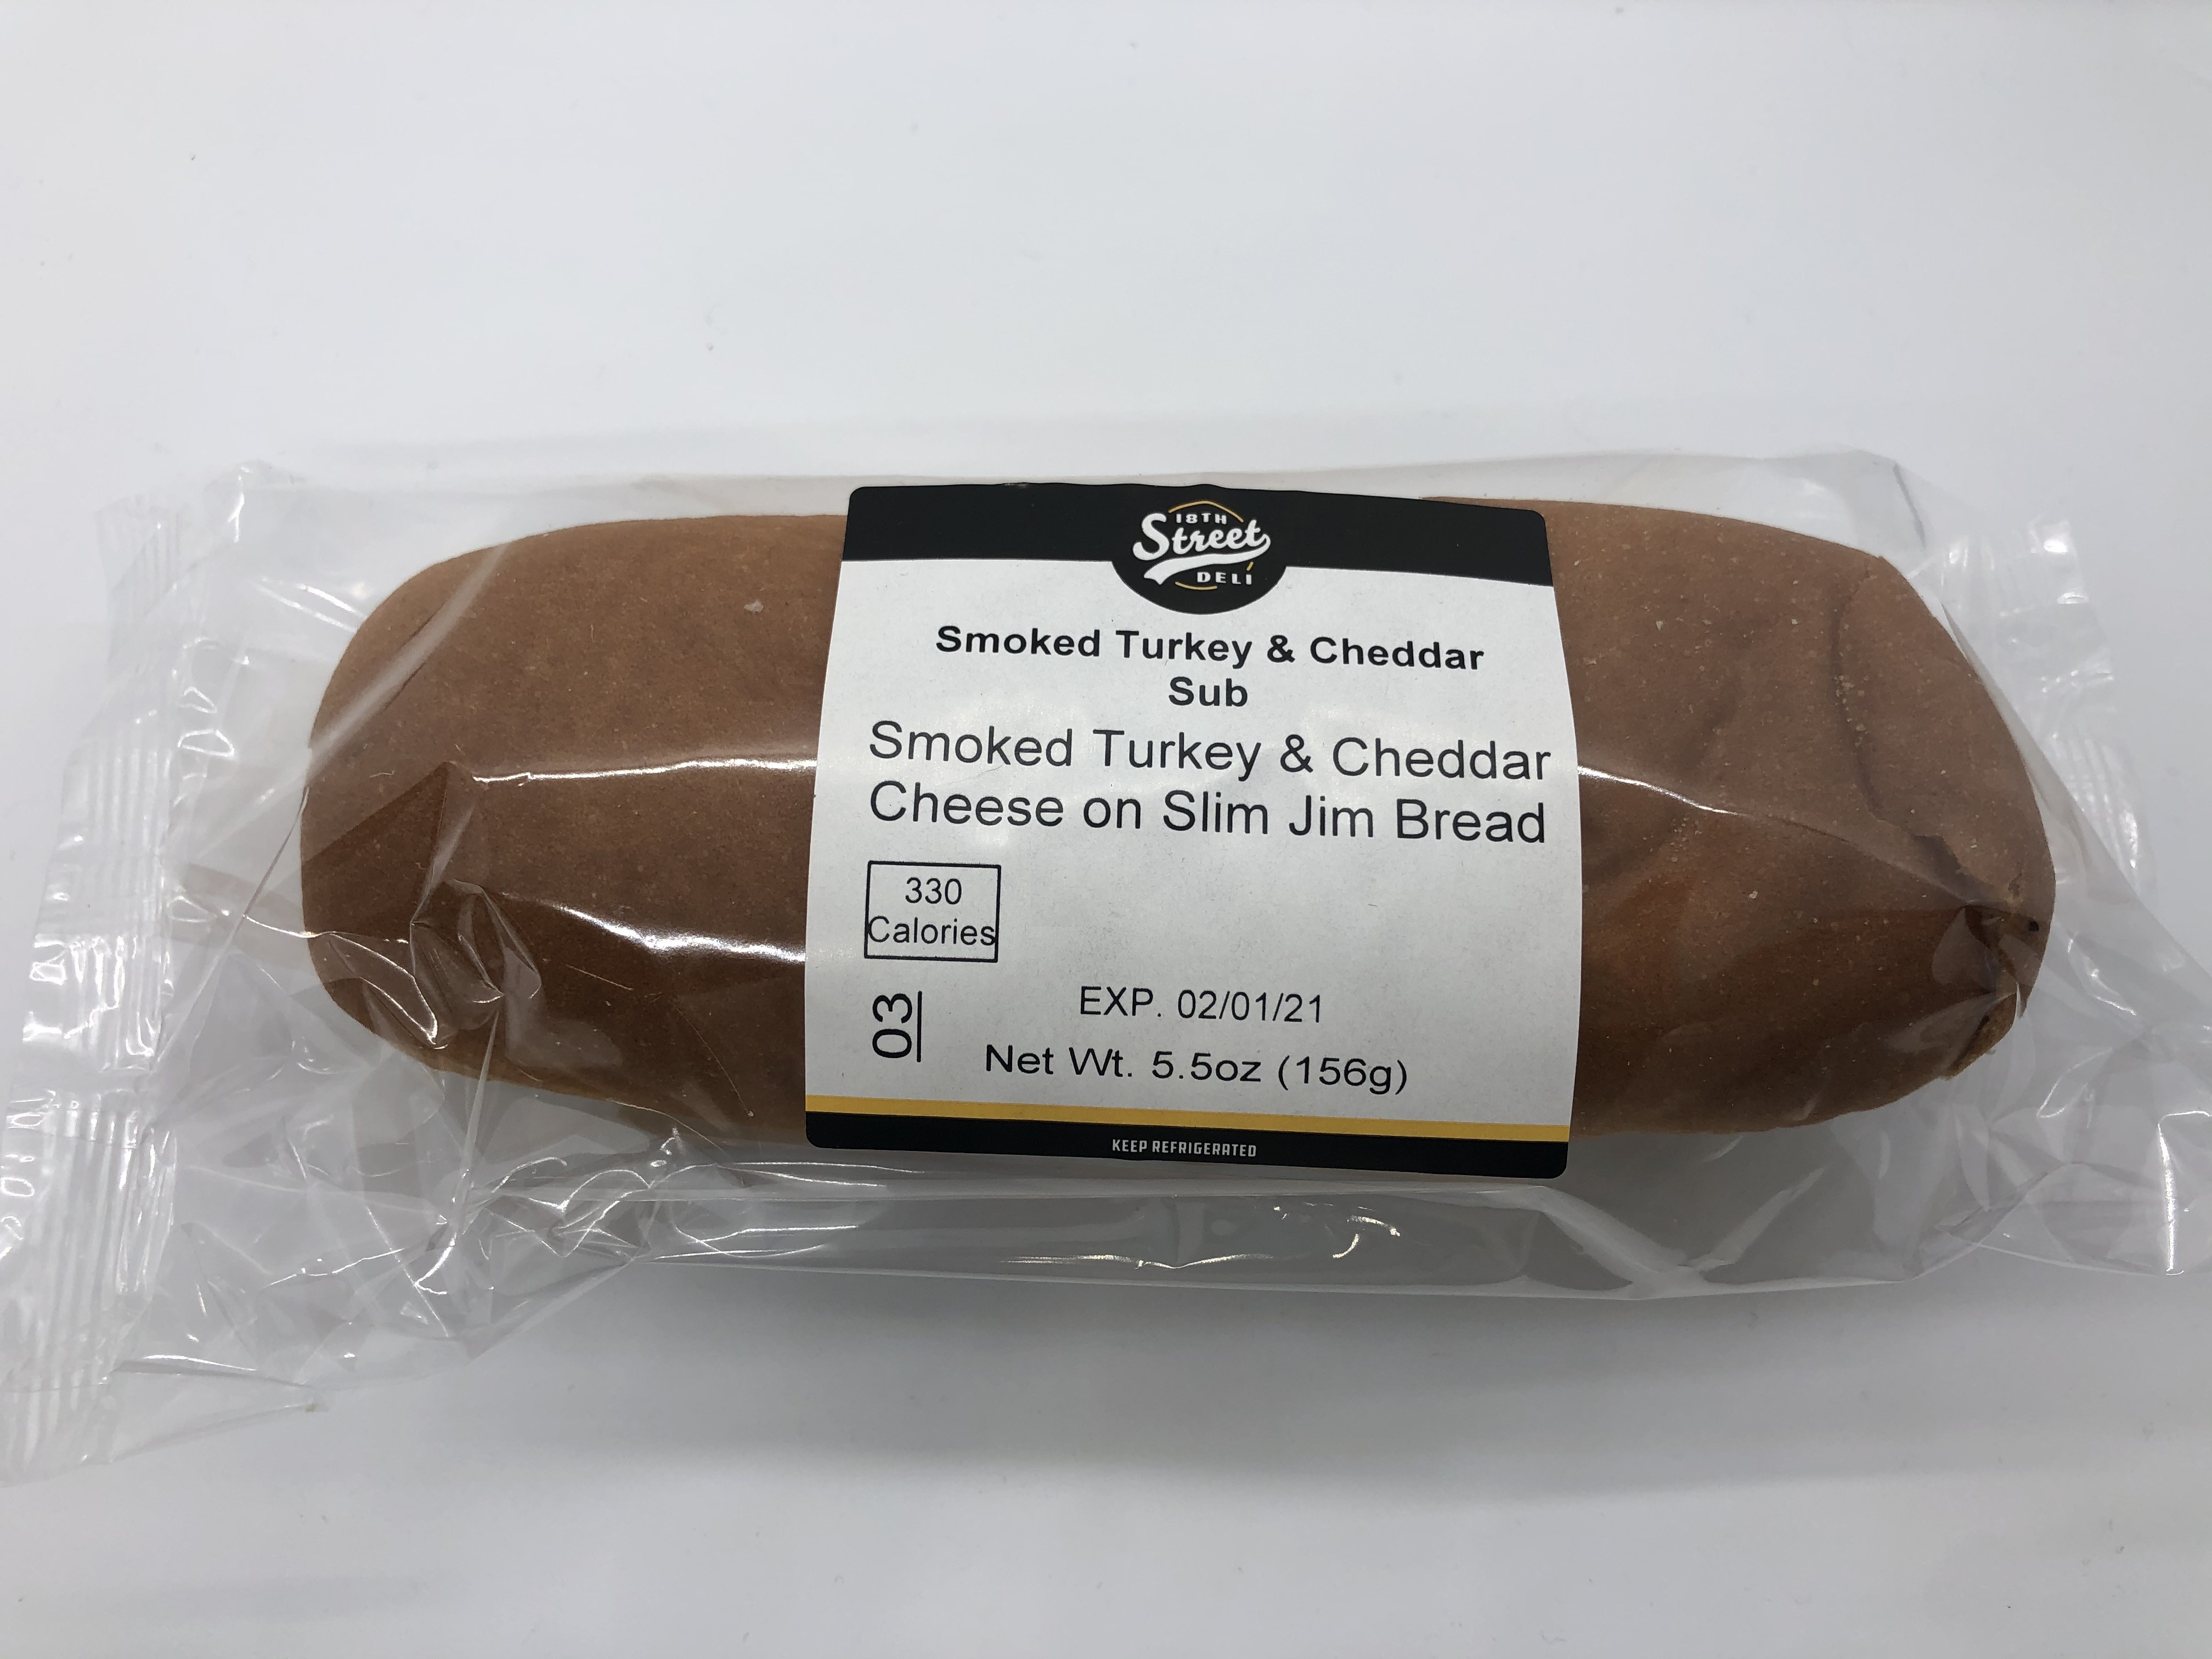 18TH
Street
DELI
Smoked Turkey & Cheddar
Sub
Smoked Turkey & Cheddar
Cheese on Slim Jim Bread
330
Calories
03
EXP. 02/01/21
Net Wt. 5.5oz (156g)
KEEP REFRIGERATED